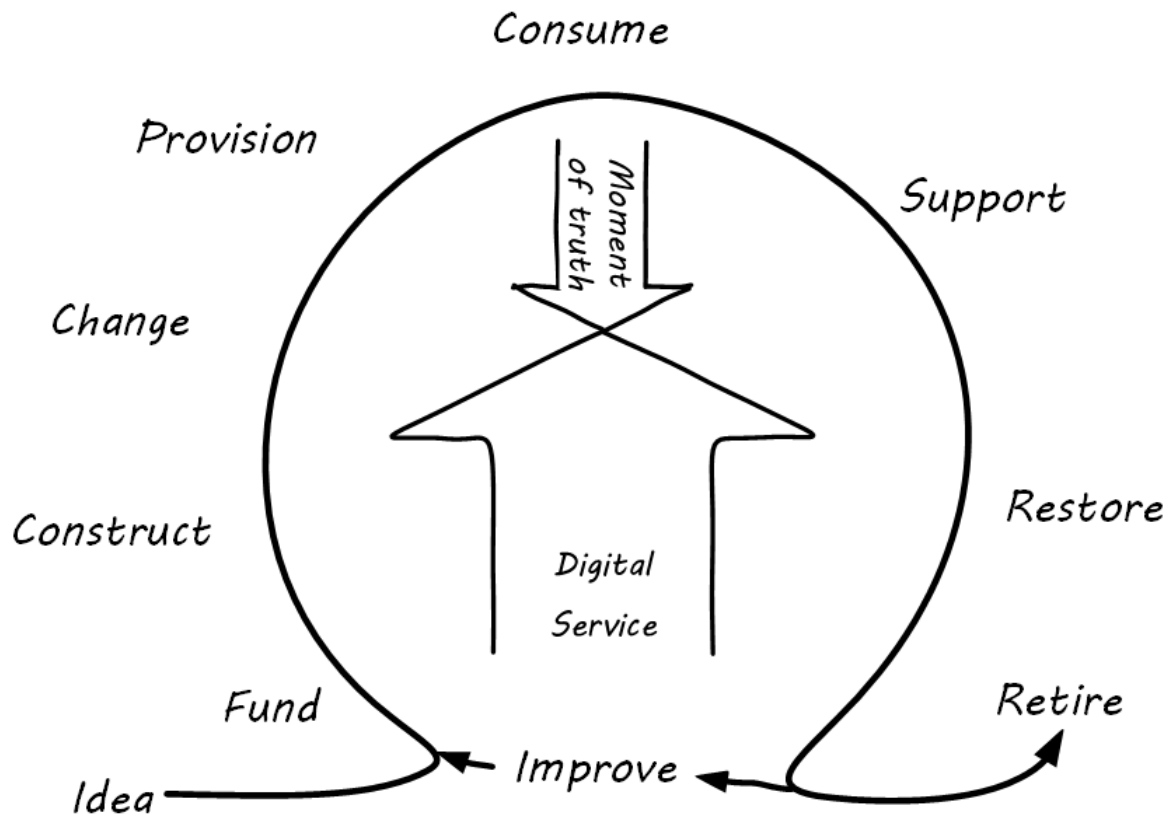 Consume
Provision
Support
Moment
of truth
Change
Construct
Restore
Digital
Service
Fund
Retire
Improve
Idea